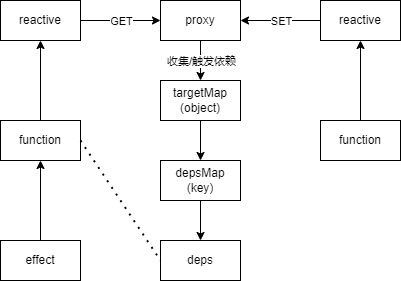 reactive
GET
proxy
SET
reactive
收集/触发依赖
targetMap
(object)
function
function
depsMap
(key)
effect
deps